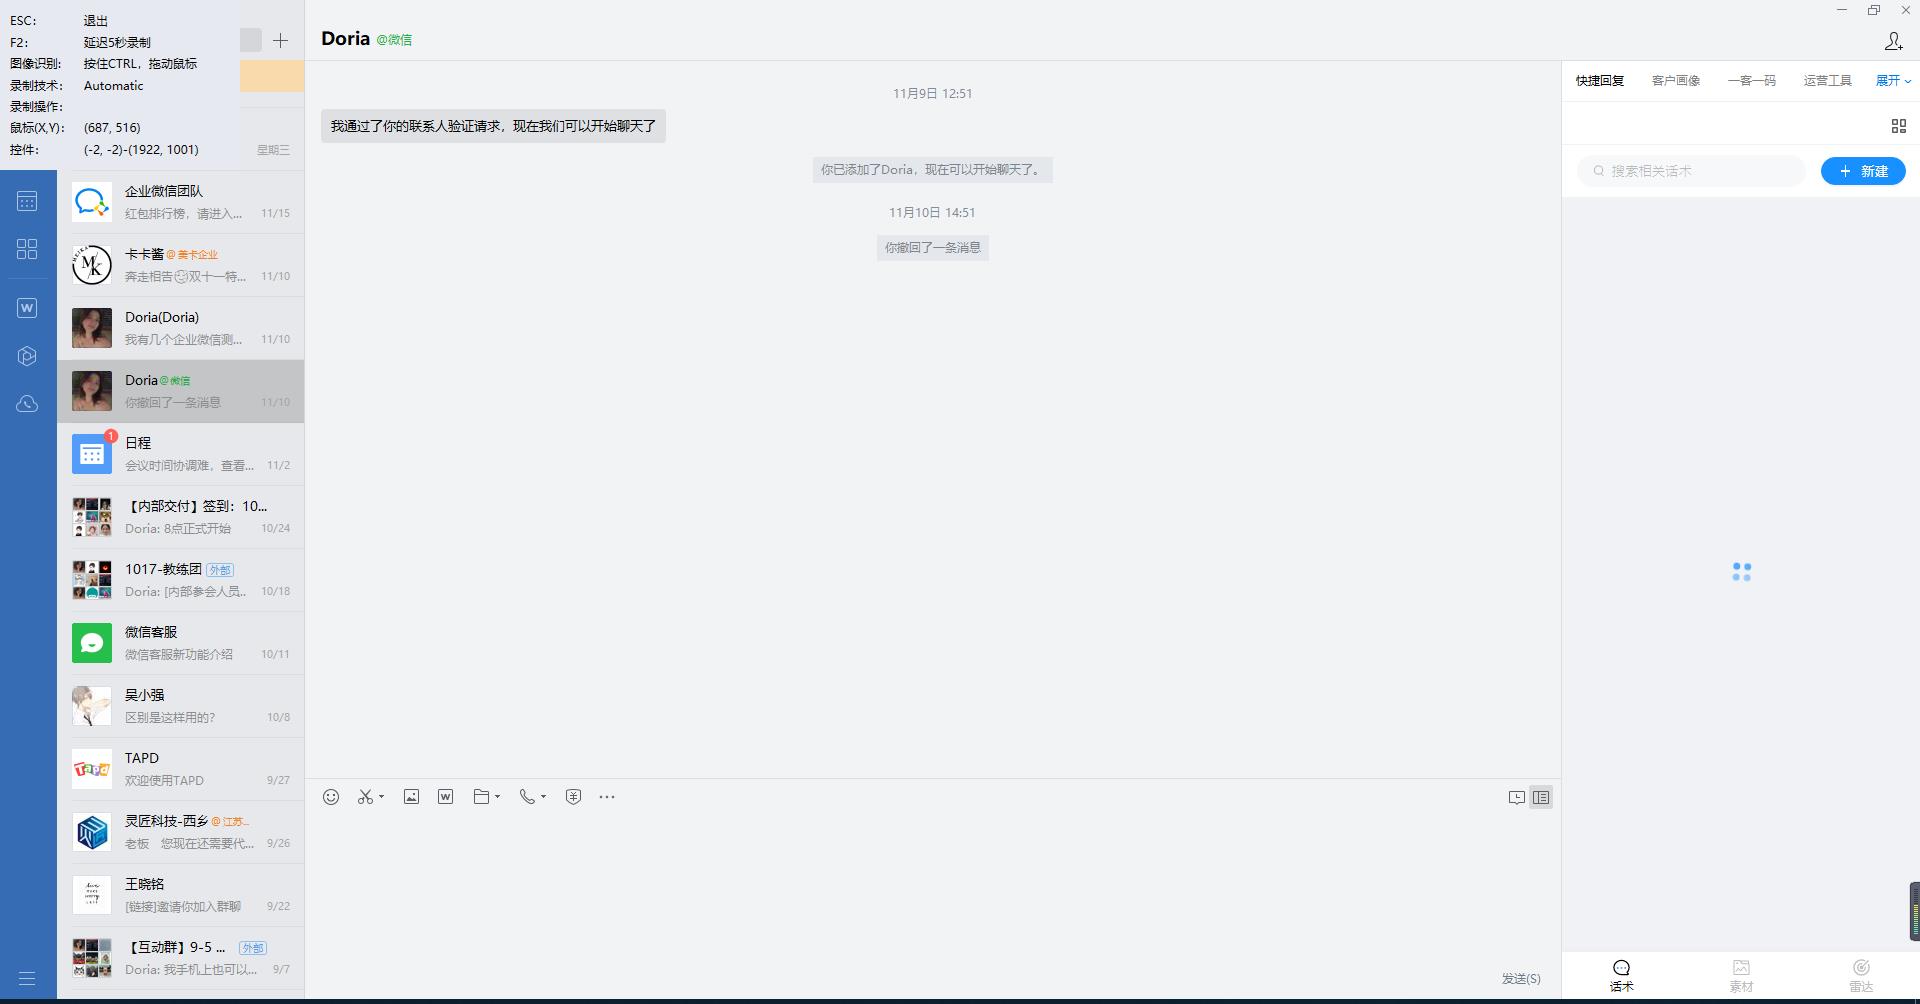 ESC: 退出
F2: 延迟5秒录制
图像识别: 按住CTRL，拖动鼠标
录制技术: Automatic
录制操作:
鼠标(X,Y): (687, 516)
控件: (-2, -2)-(1922, 1001)
星期三
企业微信团队
红包排行榜，请进入... 11/15
卡卡酱@美卡企业
奔走相告双十一特... 11/10
Doria(Doria)
我有几个企业微信测... 11/10
Doria@微信
你撤回了一条消息 11/10
1
日程
会议时间协调难，查看... 11/2
【内部交付】签到：10...
Doria: 8点正式开始 10/24
1017-教练团 外部
Doria: [内部参会人员.. 10/18
微信客服
微信客服新功能介绍 10/11
吴小强
区别是这样用的? 10/8
Tapd
TAPD
欢迎使用TAPD 9/27
灵匠科技-西乡@江苏...
老板 您现在还需要代... 9/26
王晓铭
[链接]邀请你加入群聊 9/22
【互动群】9-5 ... 外部
Doria: 我手机上也可以... 9/7
Doria @微信
11月9日 12:51
我通过了你的联系人验证请求，现在我们可以开始聊天了
你已添加了Doria，现在可以开始聊天了。
11月10日 14:51
你撤回了一条消息
发送(S)
快捷回复 客户画像 一客一码 运营工具 展开
搜索相关话术 + 新建
话术 素材 雷达